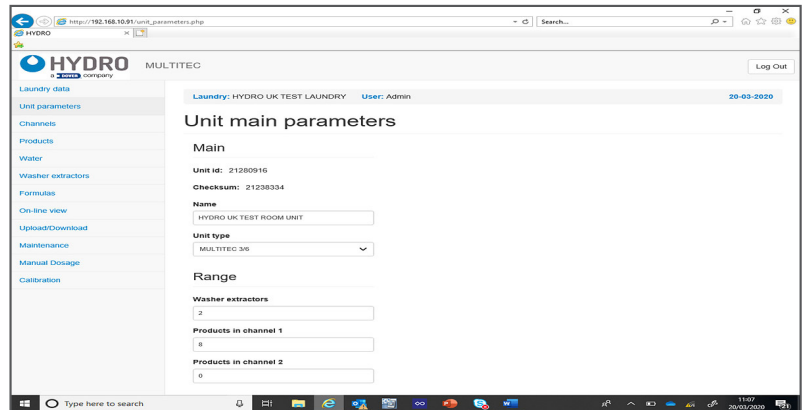 http://192.168.10.91/unit_parameters.php
Search...
HYDRO
HYDRO
a DOVER company
MULTITEC
Log Out
Laundry data
Unit parameters
Channels
Products
Water
Washer extractors
Formulas
On-line view
Upload/Download
Maintenance
Manual Dosage
Calibration
Laundry: HYDRO UK TEST LAUNDRY User: Admin 20-03-2020
Unit main parameters
Main
Unit id: 21280916
Checksum: 21238334
Name
HYDRO UK TEST ROOM UNIT
Unit type
MULTITEC 3/6
Range
Washer extractors
2
Products in channel 1
8
Products in channel 2
0
Type here to search
11:07
20/03/2020